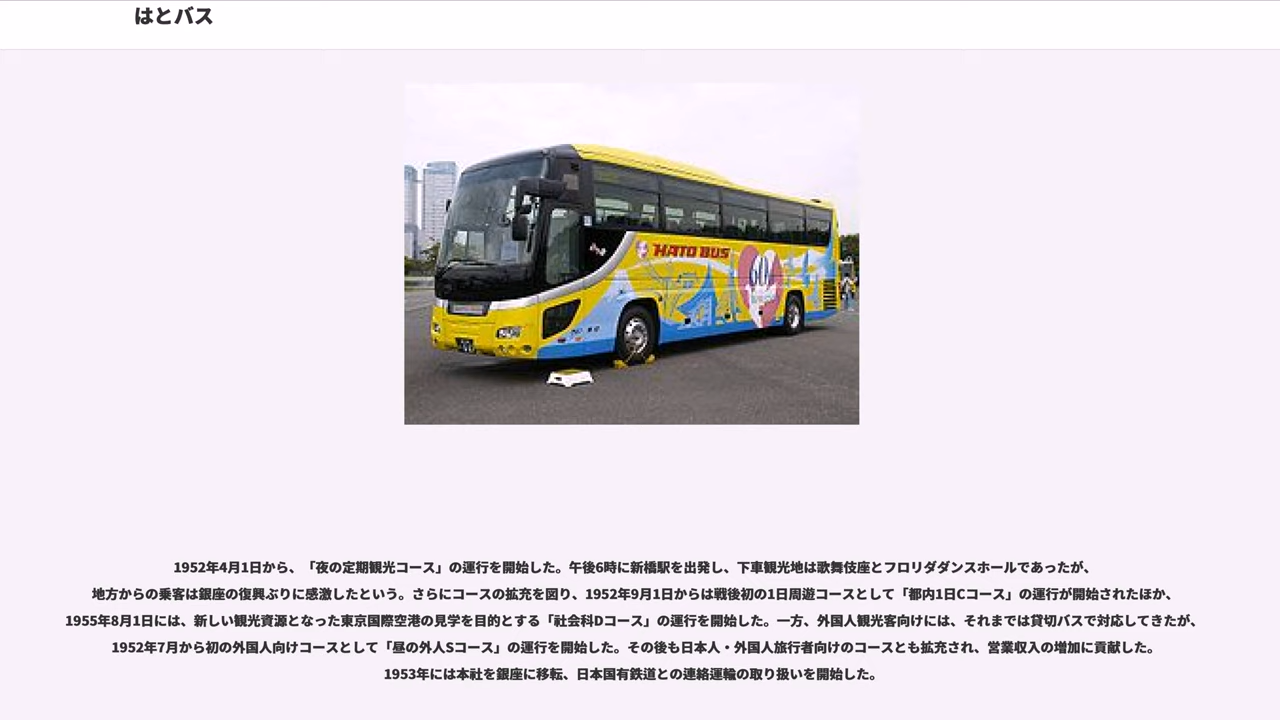 はとバス
HATO BUS
60
1952年4月1日から、「夜の定期観光コース」の運行を開始した。午後6時に新橋駅を出発し、下車観光地は歌舞伎座とフロリダダンスホールであったが、
地方からの乗客は銀座の復興ぶりに感激したという。さらにコースの拡充を図り、1952年9月1日からは戦後初の1日周遊コースとして「都内1日Cコース」の運行が開始されたほか、
1955年8月1日には、新しい観光資源となった東京国際空港の見学を目的とする「社会科Dコース」の運行を開始した。一方、外国人観光客向けには、それまでは貸切バスで対応してきたが、
1952年7月から初の外国人向けコースとして「昼の外人Sコース」の運行を開始した。その後も日本人・外国人旅行者向けのコースとも拡充され、営業収入の増加に貢献した。
1953年には本社を銀座に移転、日本国有鉄道との連絡運輸の取り扱いを開始した。